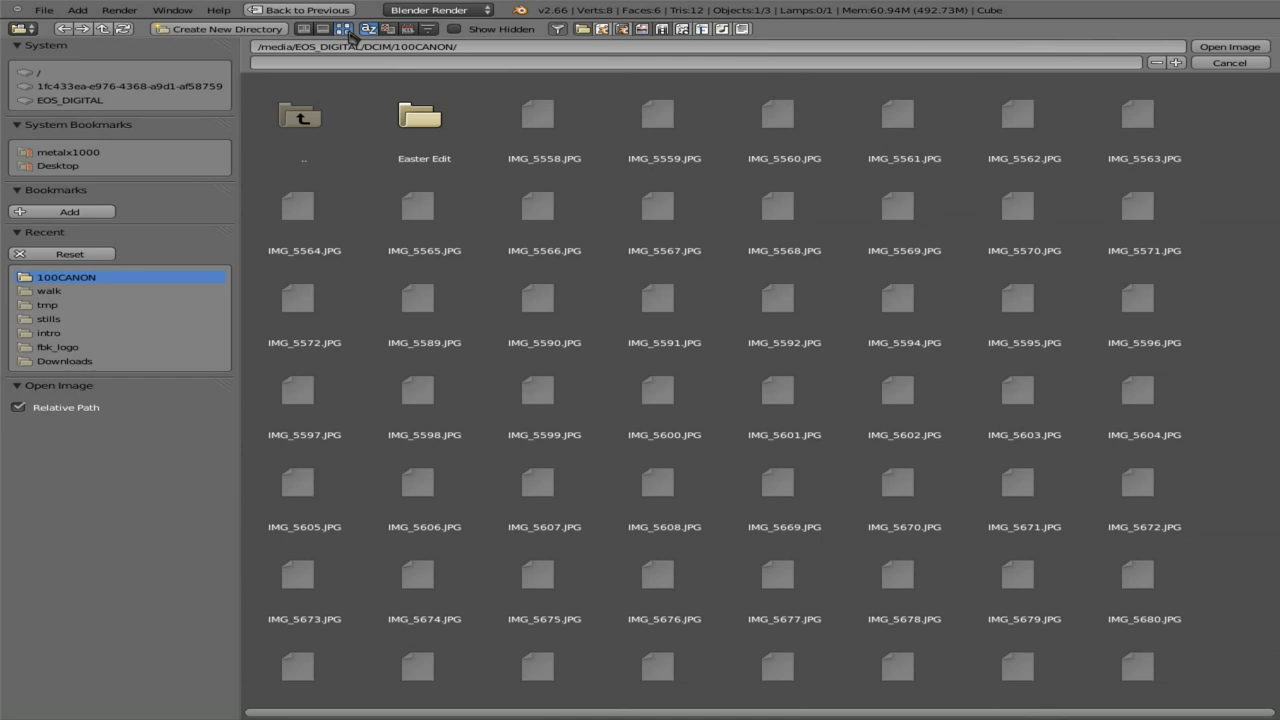 File Add Render Window Help Back to Previous Blender Render v2.66 | Verts:8 | Faces:6 | Tris:12 | Objects:1/3 | Lamps:0/1 | Mem:60.94M (492.73M) | Cube
Create New Directory Show Hidden
System
/
1fc433ea-e976-4368-a9d1-af58759
EOS_DIGITAL
System Bookmarks
metalx1000
Desktop
Bookmarks
Add
Recent
Reset
100CANON
walk
tmp
stills
intro
fbk_logo
Downloads
Open Image
Relative Path
/media/EOS_DIGITAL/DCIM/100CANON/ Open Image
Cancel
.. Easter Edit IMG_5558.JPG IMG_5559.JPG IMG_5560.JPG IMG_5561.JPG IMG_5562.JPG IMG_5563.JPG
IMG_5564.JPG IMG_5565.JPG IMG_5566.JPG IMG_5567.JPG IMG_5568.JPG IMG_5569.JPG IMG_5570.JPG IMG_5571.JPG
IMG_5572.JPG IMG_5589.JPG IMG_5590.JPG IMG_5591.JPG IMG_5592.JPG IMG_5594.JPG IMG_5595.JPG IMG_5596.JPG
IMG_5597.JPG IMG_5598.JPG IMG_5599.JPG IMG_5600.JPG IMG_5601.JPG IMG_5602.JPG IMG_5603.JPG IMG_5604.JPG
IMG_5605.JPG IMG_5606.JPG IMG_5607.JPG IMG_5608.JPG IMG_5669.JPG IMG_5670.JPG IMG_5671.JPG IMG_5672.JPG
IMG_5673.JPG IMG_5674.JPG IMG_5675.JPG IMG_5676.JPG IMG_5677.JPG IMG_5678.JPG IMG_5679.JPG IMG_5680.JPG